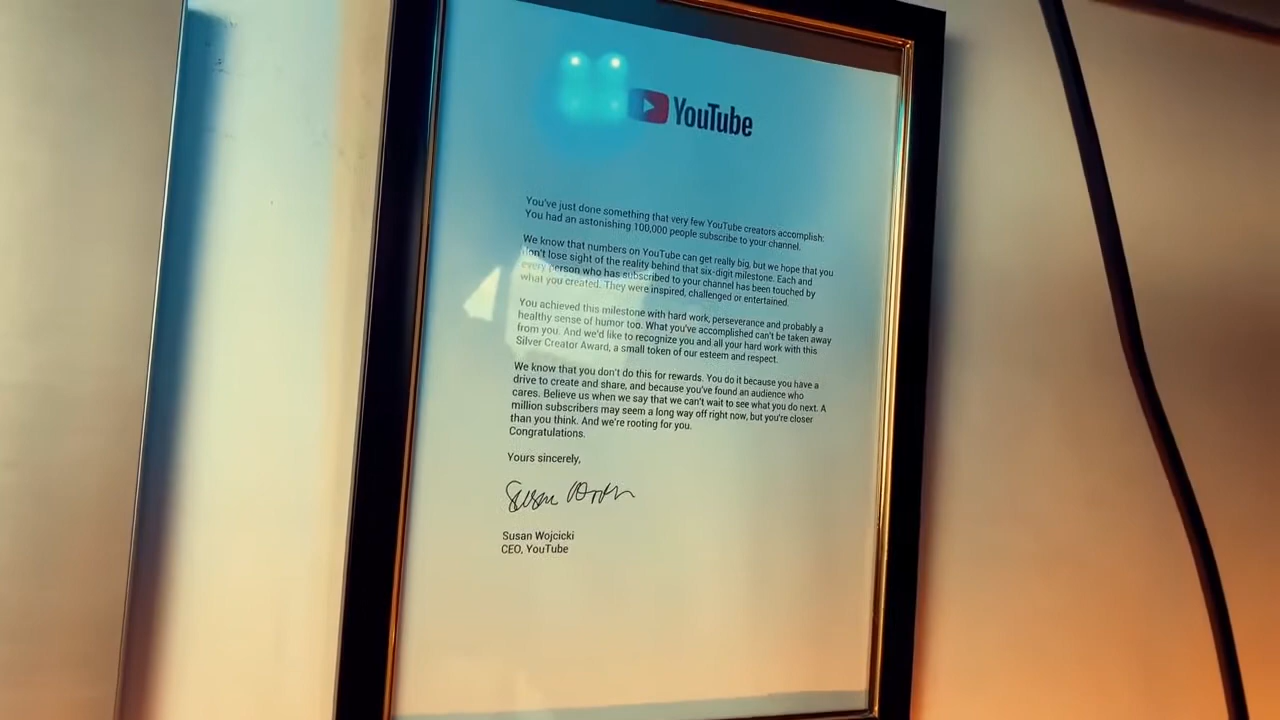 YouTube
You've just done something that very few YouTube creators accomplish:
You had an astonishing 100,000 people subscribe to your channel.
We know that numbers on YouTube can get really big, but we hope that you
don't lose sight of the reality behind that six-digit milestone. Each and
every person who has subscribed to your channel has been touched by
what you created. They were inspired, challenged or entertained.
You achieved this milestone with hard work, perseverance and probably a
healthy sense of humor too. What you've accomplished can't be taken away
from you. And we'd like to recognize you and all your hard work with this
Silver Creator Award, a small token of our esteem and respect.
We know that you don't do this for rewards. You do it because you have a
drive to create and share, and because you've found an audience who
cares. Believe us when we say that we can't wait to see what you do next. A
million subscribers may seem a long way off right now, but you're closer
than you think. And we're rooting for you.
Congratulations.
Yours sincerely,
Susan Wojcicki
CEO, YouTube